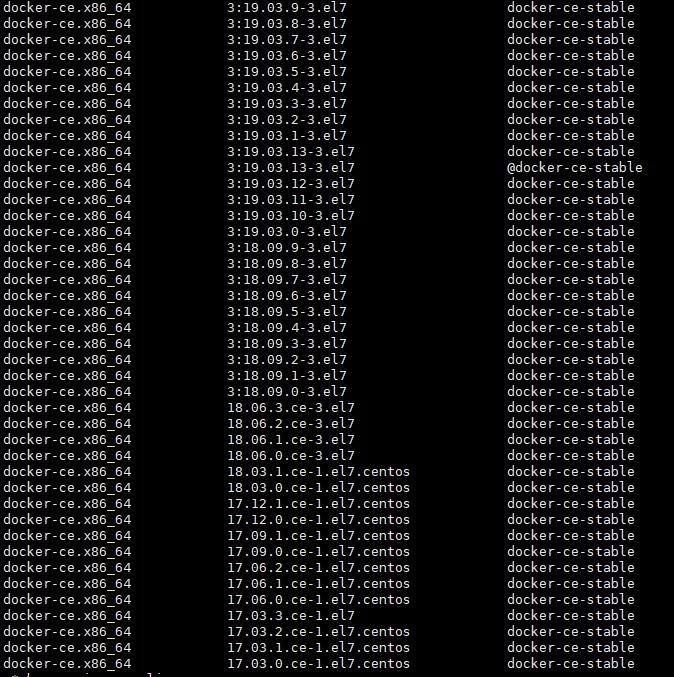 docker-ce.x86_64 3:19.03.9-3.el7 docker-ce-stable
docker-ce.x86_64 3:19.03.8-3.el7 docker-ce-stable
docker-ce.x86_64 3:19.03.7-3.el7 docker-ce-stable
docker-ce.x86_64 3:19.03.6-3.el7 docker-ce-stable
docker-ce.x86_64 3:19.03.5-3.el7 docker-ce-stable
docker-ce.x86_64 3:19.03.4-3.el7 docker-ce-stable
docker-ce.x86_64 3:19.03.3-3.el7 docker-ce-stable
docker-ce.x86_64 3:19.03.2-3.el7 docker-ce-stable
docker-ce.x86_64 3:19.03.1-3.el7 docker-ce-stable
docker-ce.x86_64 3:19.03.13-3.el7 docker-ce-stable
docker-ce.x86_64 3:19.03.13-3.el7 @docker-ce-stable
docker-ce.x86_64 3:19.03.12-3.el7 docker-ce-stable
docker-ce.x86_64 3:19.03.11-3.el7 docker-ce-stable
docker-ce.x86_64 3:19.03.10-3.el7 docker-ce-stable
docker-ce.x86_64 3:19.03.0-3.el7 docker-ce-stable
docker-ce.x86_64 3:18.09.9-3.el7 docker-ce-stable
docker-ce.x86_64 3:18.09.8-3.el7 docker-ce-stable
docker-ce.x86_64 3:18.09.7-3.el7 docker-ce-stable
docker-ce.x86_64 3:18.09.6-3.el7 docker-ce-stable
docker-ce.x86_64 3:18.09.5-3.el7 docker-ce-stable
docker-ce.x86_64 3:18.09.4-3.el7 docker-ce-stable
docker-ce.x86_64 3:18.09.3-3.el7 docker-ce-stable
docker-ce.x86_64 3:18.09.2-3.el7 docker-ce-stable
docker-ce.x86_64 3:18.09.1-3.el7 docker-ce-stable
docker-ce.x86_64 3:18.09.0-3.el7 docker-ce-stable
docker-ce.x86_64 18.06.3.ce-3.el7 docker-ce-stable
docker-ce.x86_64 18.06.2.ce-3.el7 docker-ce-stable
docker-ce.x86_64 18.06.1.ce-3.el7 docker-ce-stable
docker-ce.x86_64 18.06.0.ce-3.el7 docker-ce-stable
docker-ce.x86_64 18.03.1.ce-1.el7.centos docker-ce-stable
docker-ce.x86_64 18.03.0.ce-1.el7.centos docker-ce-stable
docker-ce.x86_64 17.12.1.ce-1.el7.centos docker-ce-stable
docker-ce.x86_64 17.12.0.ce-1.el7.centos docker-ce-stable
docker-ce.x86_64 17.09.1.ce-1.el7.centos docker-ce-stable
docker-ce.x86_64 17.09.0.ce-1.el7.centos docker-ce-stable
docker-ce.x86_64 17.06.2.ce-1.el7.centos docker-ce-stable
docker-ce.x86_64 17.06.1.ce-1.el7.centos docker-ce-stable
docker-ce.x86_64 17.06.0.ce-1.el7.centos docker-ce-stable
docker-ce.x86_64 17.03.3.ce-1.el7 docker-ce-stable
docker-ce.x86_64 17.03.2.ce-1.el7.centos docker-ce-stable
docker-ce.x86_64 17.03.1.ce-1.el7.centos docker-ce-stable
docker-ce.x86_64 17.03.0.ce-1.el7.centos docker-ce-stable